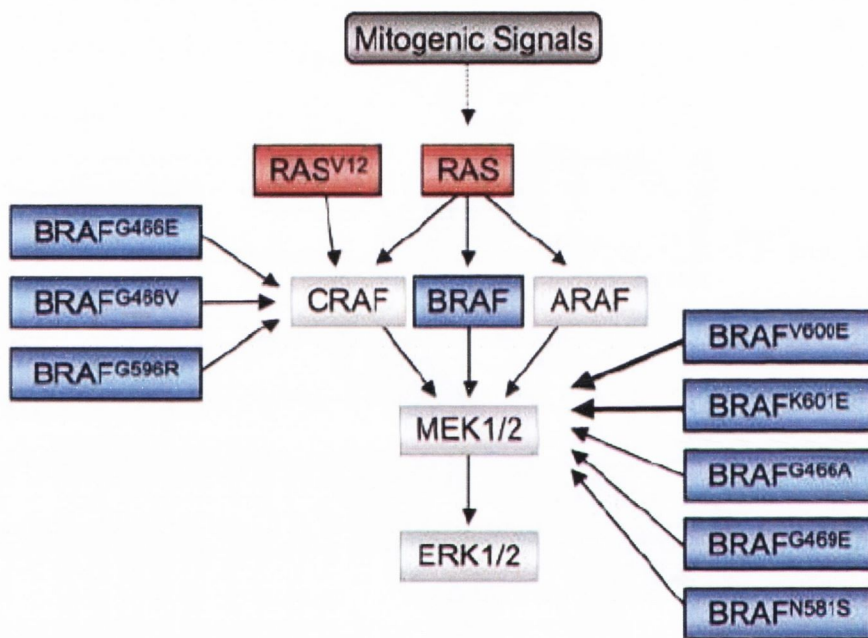 Mitogenic Signals
RASV12
RAS
BRAFG466E
BRAFG466V
BRAFG596R
CRAF
BRAF
ARAF
BRAFV600E
BRAFK601E
BRAFG466A
BRAFG469E
BRAFN581S
MEK1/2
ERK1/2